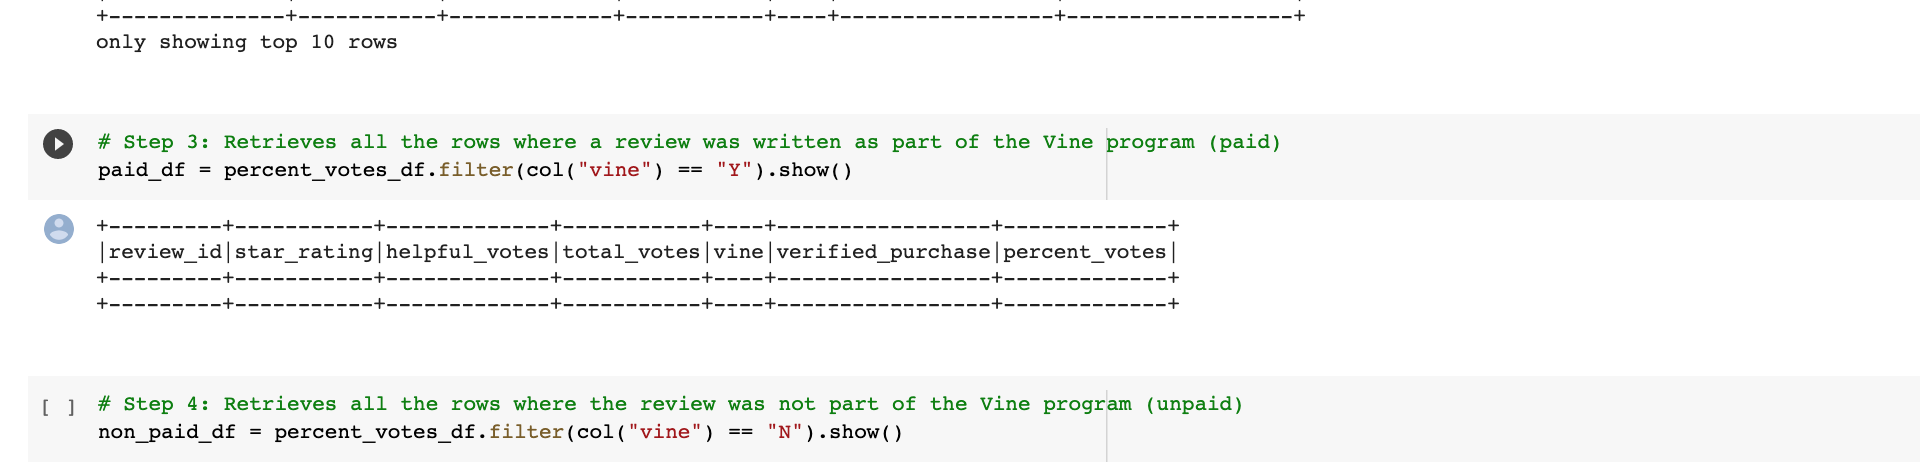 +--------------+-----------+-------------+-----------+----+-----------------+------------------+
only showing top 10 rows
# Step 3: Retrieves all the rows where a review was written as part of the Vine program (paid)
paid_df = percent_votes_df.filter(col("vine") == "Y").show()
+---------+-----------+-------------+-----------+----+-----------------+-------------+
|review_id|star_rating|helpful_votes|total_votes|vine|verified_purchase|percent_votes|
+---------+-----------+-------------+-----------+----+-----------------+-------------+
+---------+-----------+-------------+-----------+----+-----------------+-------------+
[ ] # Step 4: Retrieves all the rows where the review was not part of the Vine program (unpaid)
non_paid_df = percent_votes_df.filter(col("vine") == "N").show()